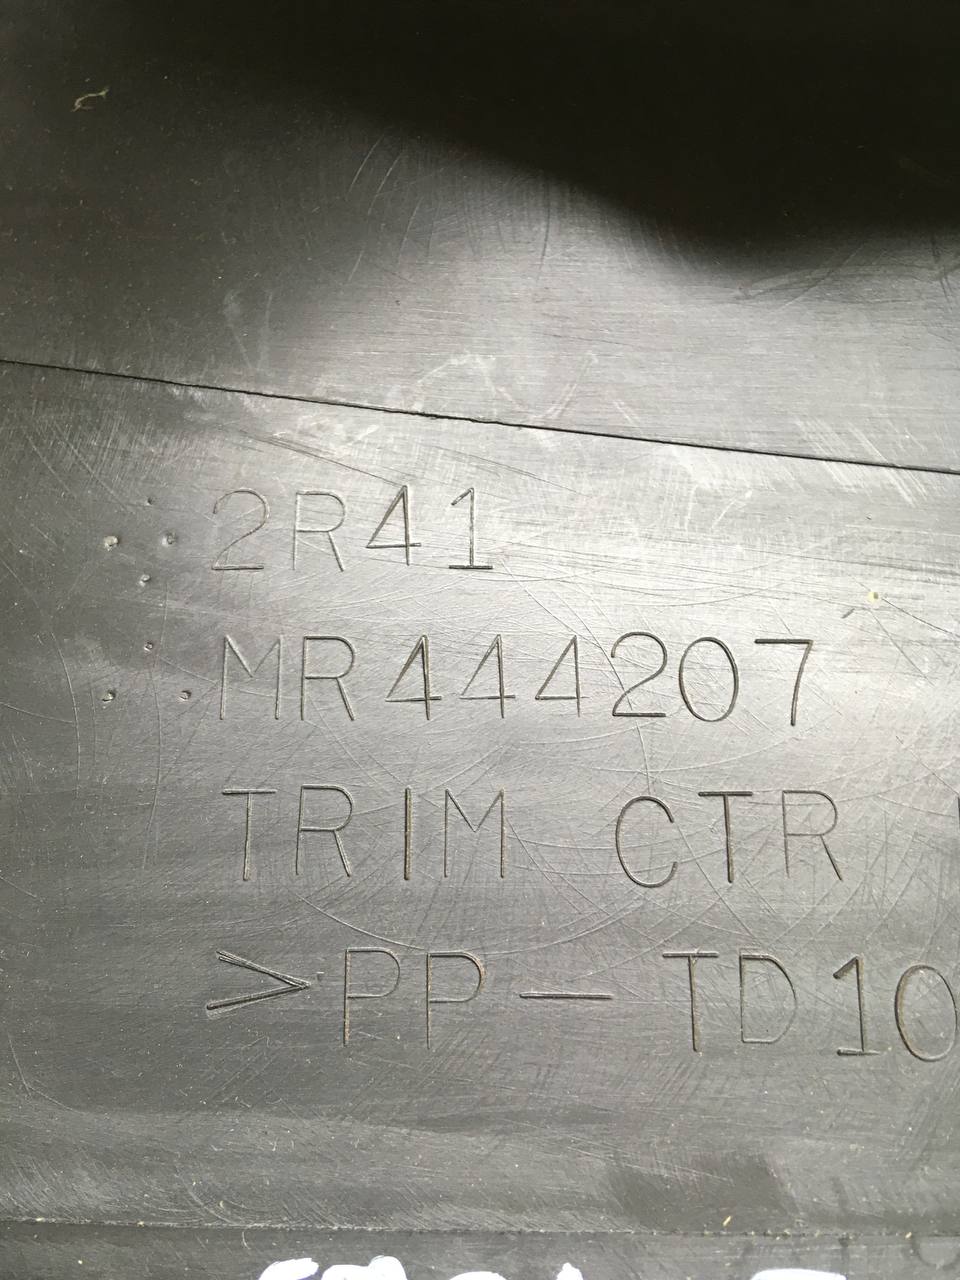 2R41
MR444207
TRIM CTR
>PP-TD10